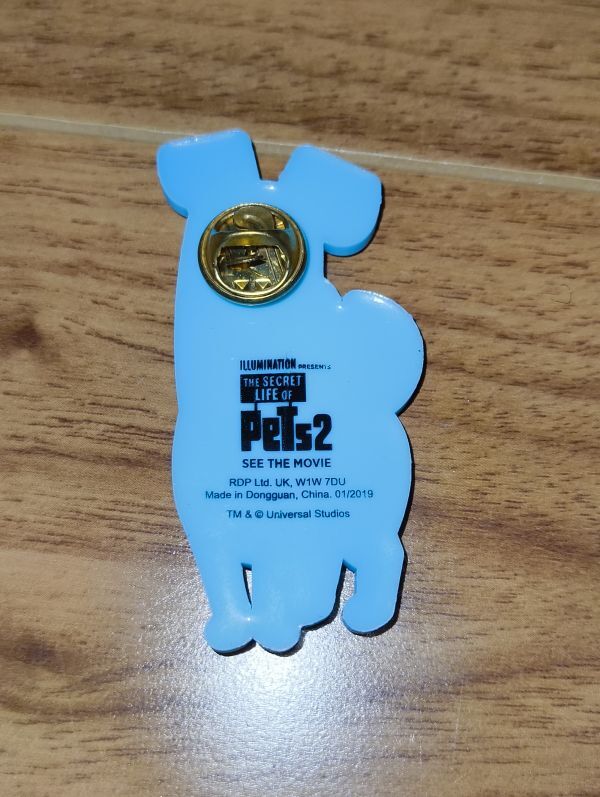 ILLUMINATION PRESENTS
THE SECRET
LIFE OF
PeTs2
SEE THE MOVIE
RDP Ltd. UK, W1W 7DU
Made in Dongguan, China. 01/2019
TM & © Universal Studios